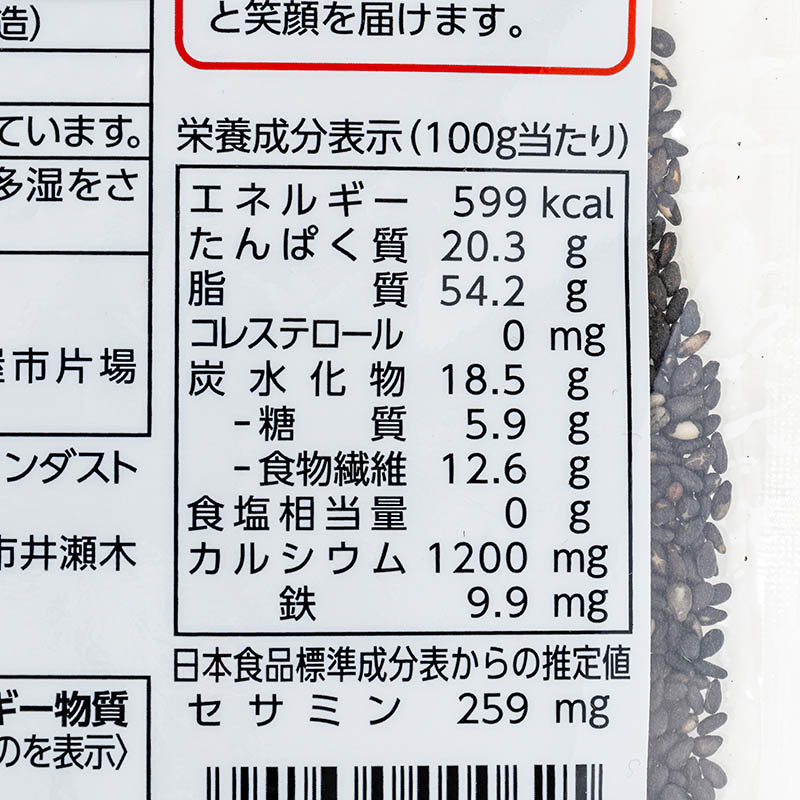 と笑顔を届けます。
造)
ています。
多湿をさ
市片場
ンダスト
市井瀬木
ギー物質
のを表示〉
栄養成分表示(100g当たり)
エネルギー 599 kcal
たんぱく質 20.3 g
脂質 54.2 g
コレステロール 0 mg
炭水化物 18.5 g
-糖質 5.9 g
-食物繊維 12.6 g
食塩相当量 0 g
カルシウム 1200 mg
鉄 9.9 mg
日本食品標準成分表からの推定値
セサミン 259 mg